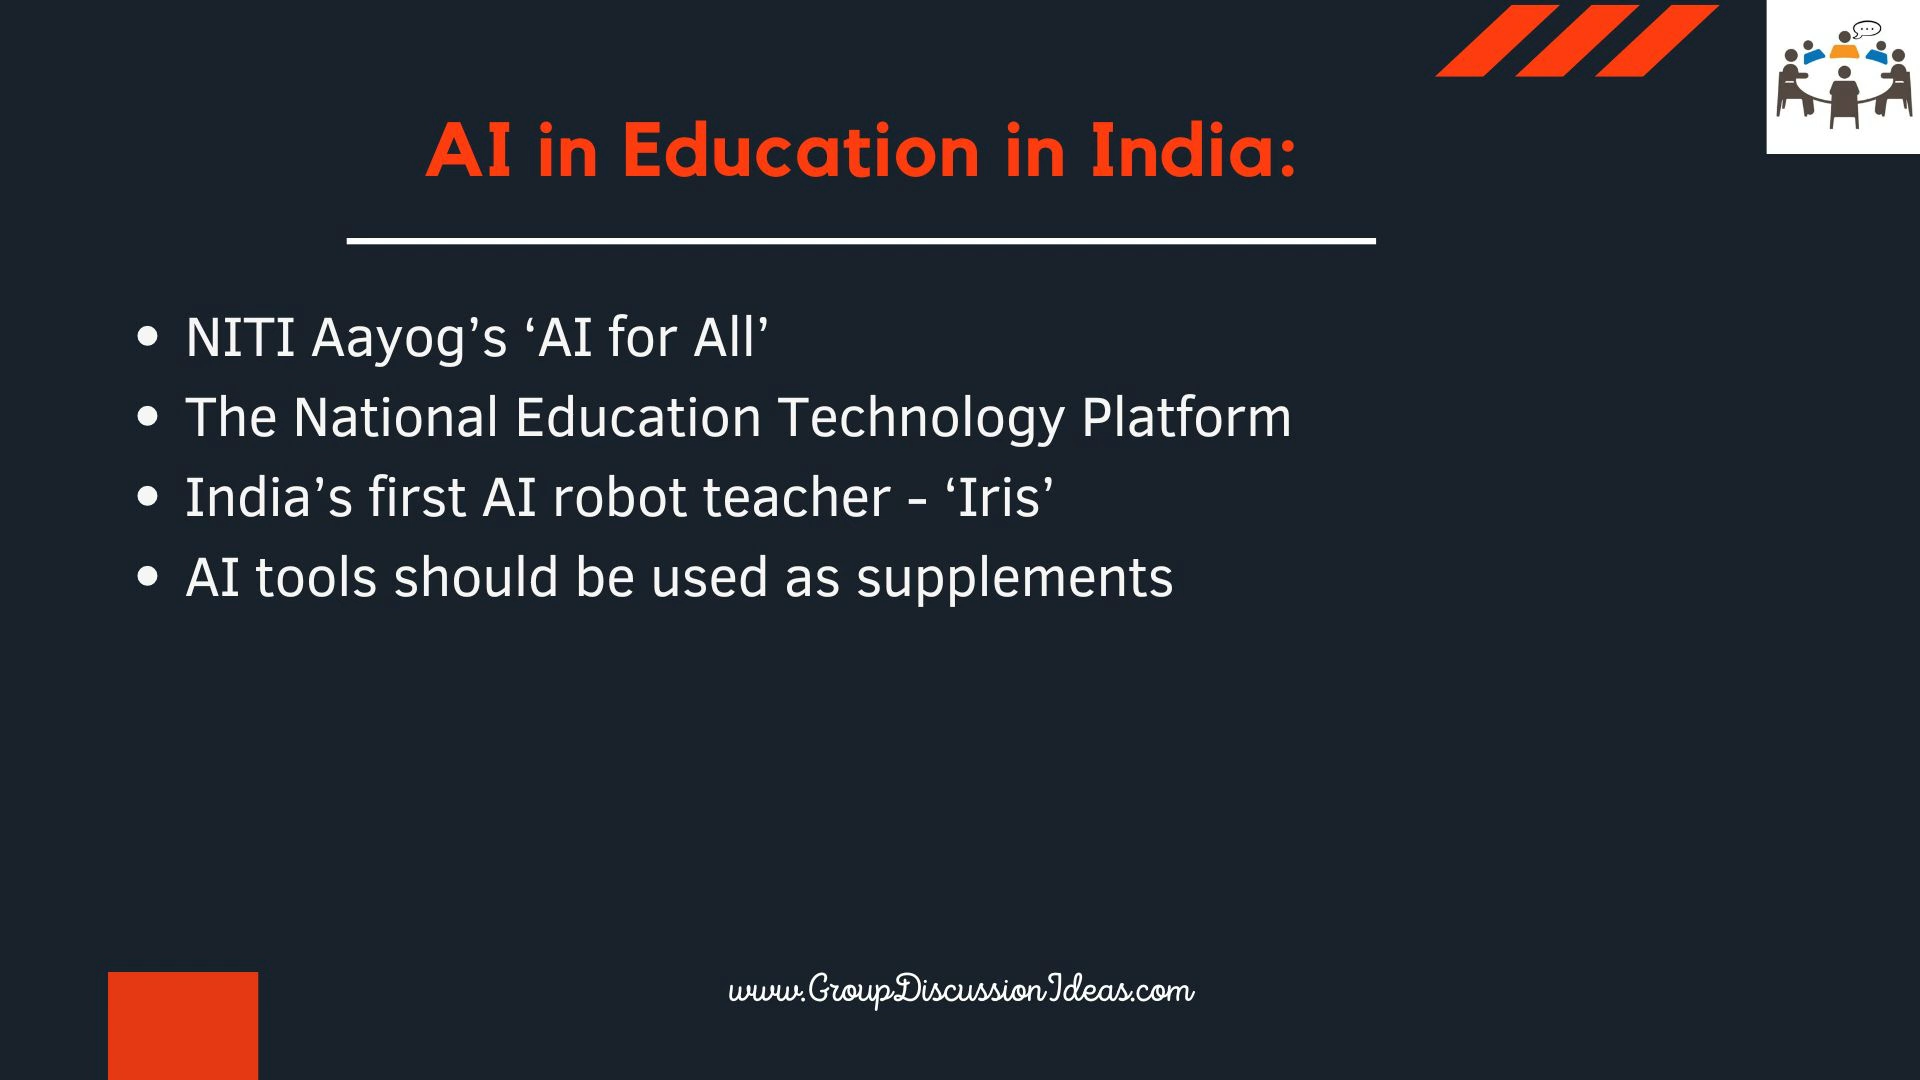 AI in Education in India:
NITI Aayog’s ‘AI for All’
The National Education Technology Platform
India’s first AI robot teacher - ‘Iris’
AI tools should be used as supplements
www.GroupDiscussionIdeas.com